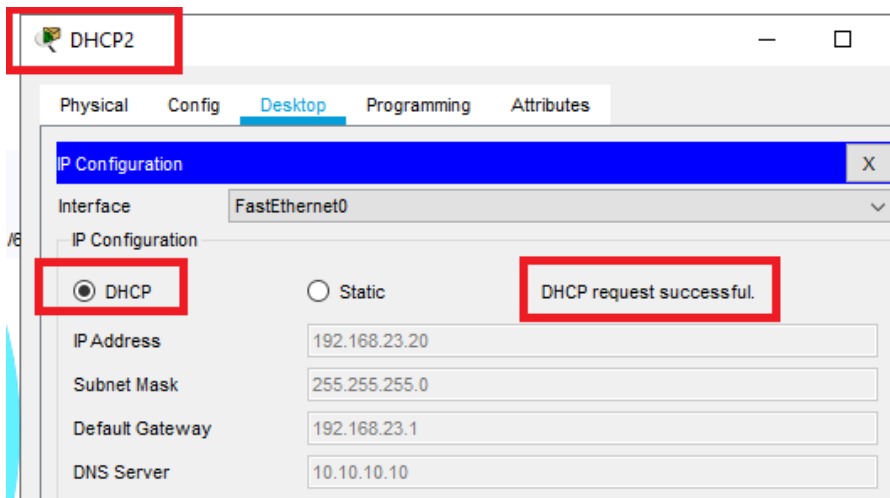 DHCP2
Physical Config Desktop Programming Attributes
IP Configuration X
Interface FastEthernet0
IP Configuration
DHCP Static DHCP request successful.
IP Address 192.168.23.20
Subnet Mask 255.255.255.0
Default Gateway 192.168.23.1
DNS Server 10.10.10.10